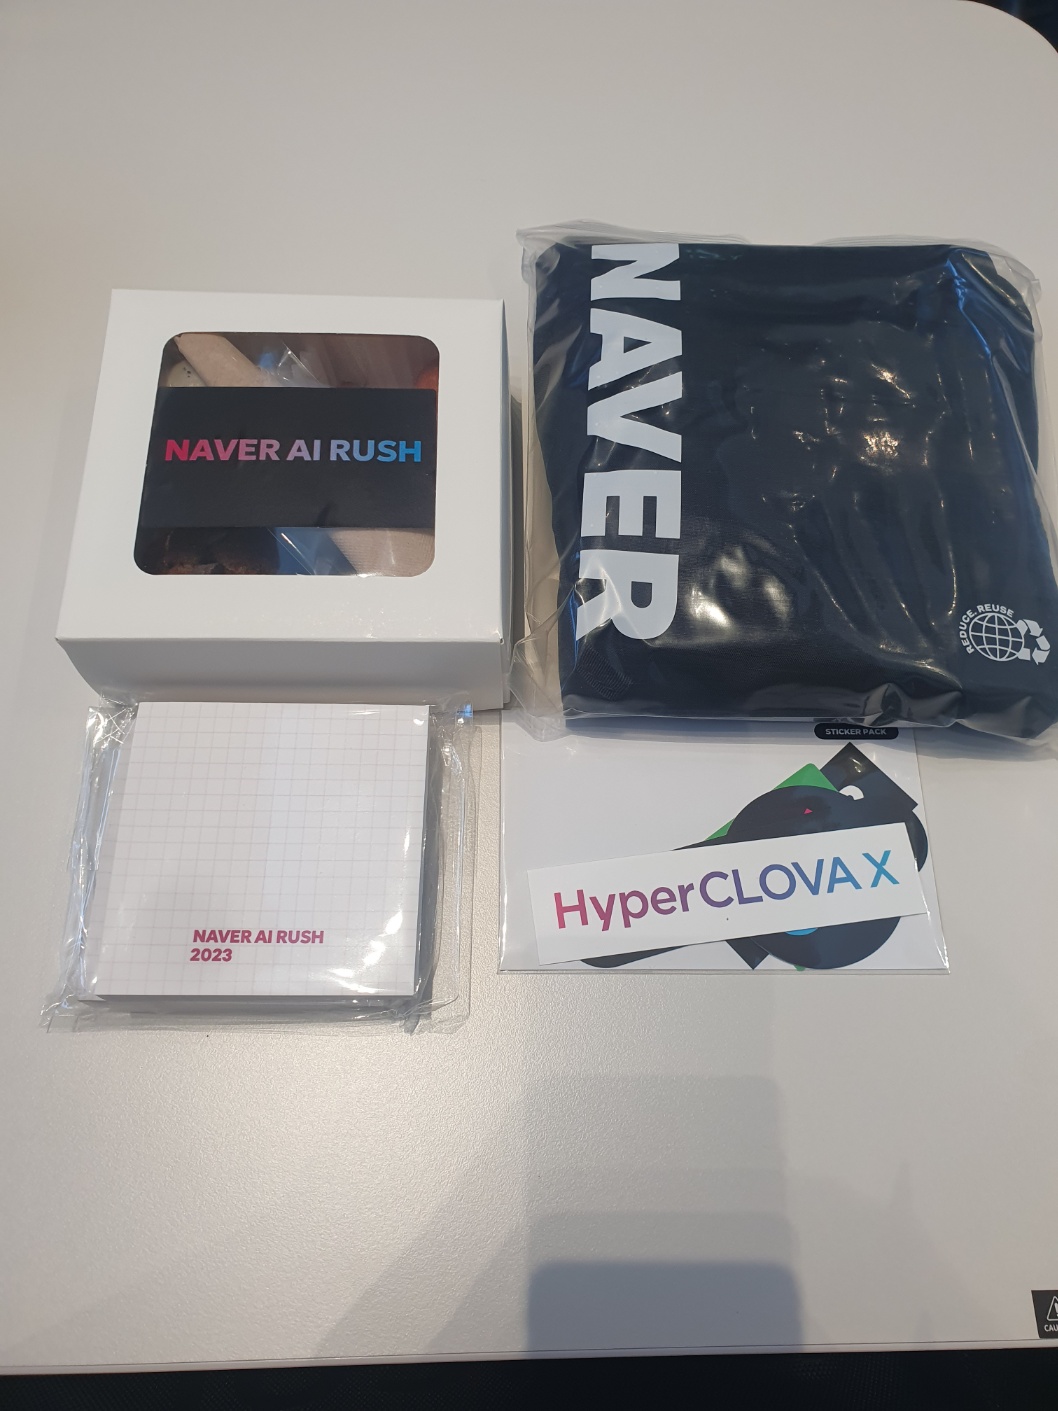 NAVER AI RUSH
NAVER
REDUCE, REUSE
STICKER PACK
HyperCLOVA X
NAVER AI RUSH
2023